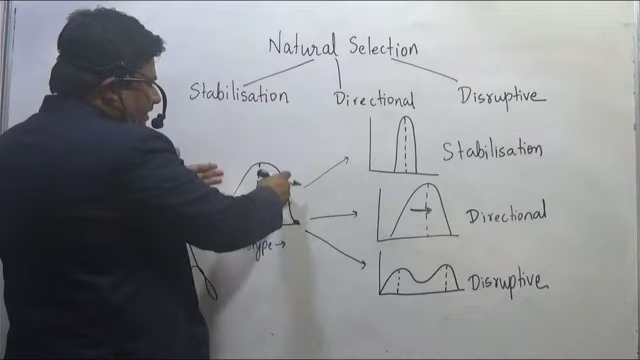 Natural Selection
Stabilisation Directional Disruptive
Stabilisation
Directional
Disruptive